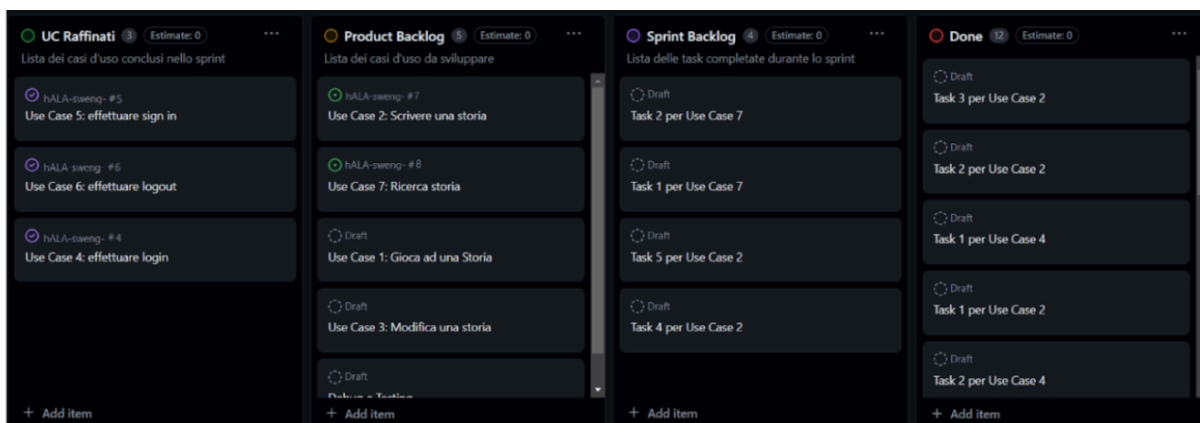 UC Raffinati 3 Estimate: 0 ...
Lista dei casi d'uso conclusi nello sprint
hALA-sweng- #5
Use Case 5: effettuare sign in
hALA-sweng- #6
Use Case 6: effettuare logout
hALA-sweng- #4
Use Case 4: effettuare login
+ Add item
Product Backlog 5 Estimate: 0 ...
Lista dei casi d'uso da sviluppare
hALA-sweng- #7
Use Case 2: Scrivere una storia
hALA-sweng- #8
Use Case 7: Ricerca storia
Draft
Use Case 1: Gioca ad una Storia
Draft
Use Case 3: Modifica una storia
Draft
Debug e Testing
+ Add item
Sprint Backlog 4 Estimate: 0 ...
Lista delle task completate durante lo sprint
Draft
Task 2 per Use Case 7
Draft
Task 1 per Use Case 7
Draft
Task 5 per Use Case 2
Draft
Task 4 per Use Case 2
+ Add item
Done 12 Estimate: 0 ...
Draft
Task 3 per Use Case 2
Draft
Task 2 per Use Case 2
Draft
Task 1 per Use Case 4
Draft
Task 1 per Use Case 2
Draft
Task 2 per Use Case 4
+ Add item